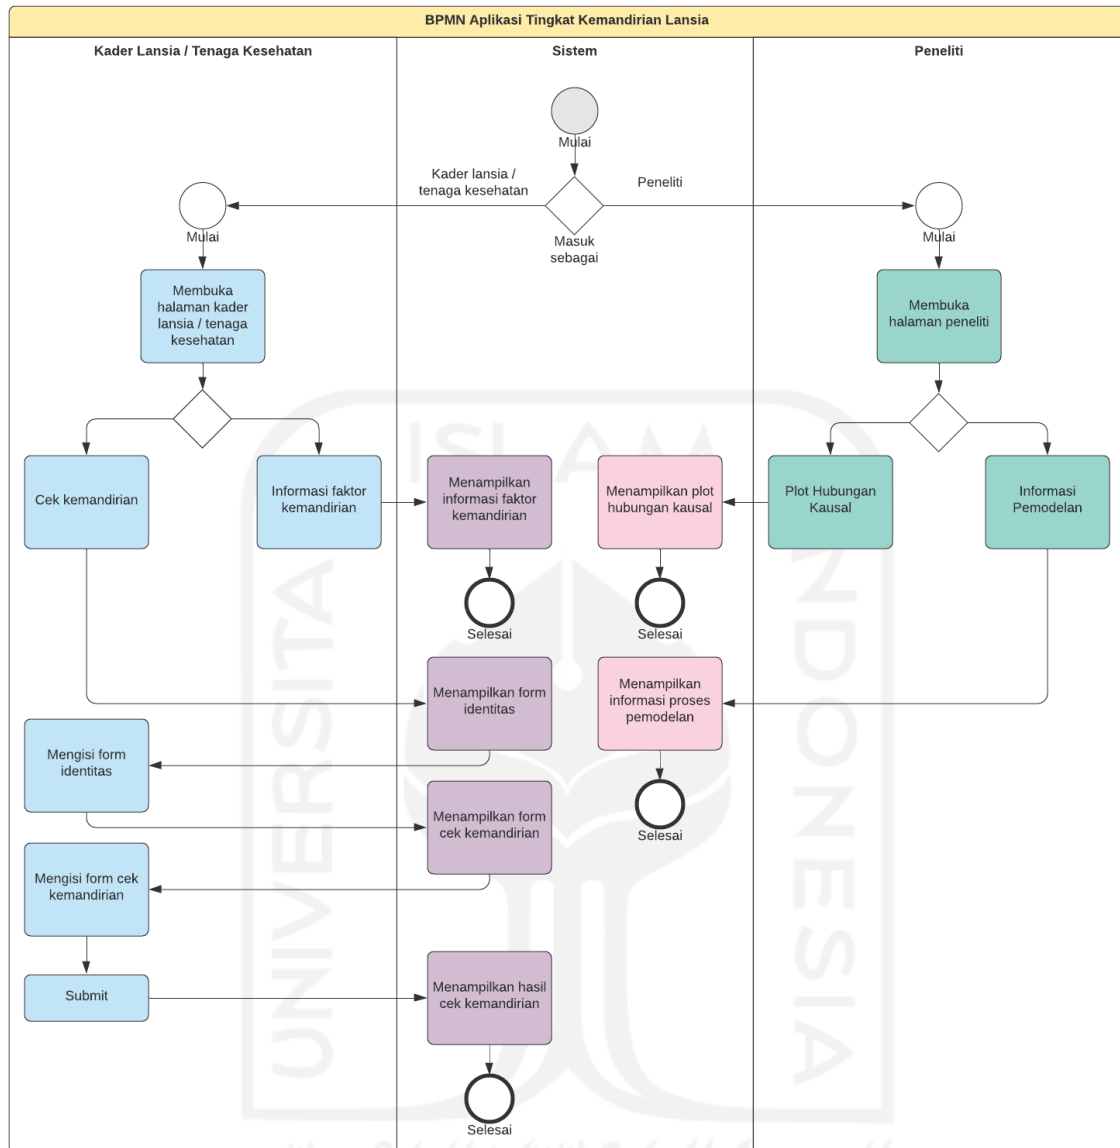 BPMN Aplikasi Tingkat Kemandirian Lansia
Kader Lansia / Tenaga Kesehatan
Sistem
Peneliti
Mulai
Kader lansia /
tenaga kesehatan
Peneliti
Masuk
sebagai
Mulai
Mulai
Membuka
halaman kader
lansia / tenaga
kesehatan
Membuka
halaman peneliti
Cek kemandirian
Informasi faktor
kemandirian
Menampilkan
informasi faktor
kemandirian
Menampilkan plot
hubungan kausal
Plot Hubungan
Kausal
Informasi
Pemodelan
Selesai
Selesai
Menampilkan form
identitas
Menampilkan
informasi proses
pemodelan
Mengisi form
identitas
Menampilkan form
cek kemandirian
Selesai
Mengisi form cek
kemandirian
Submit
Menampilkan hasil
cek kemandirian
Selesai
ISLAM
UNIVERSITA
NDONESIA